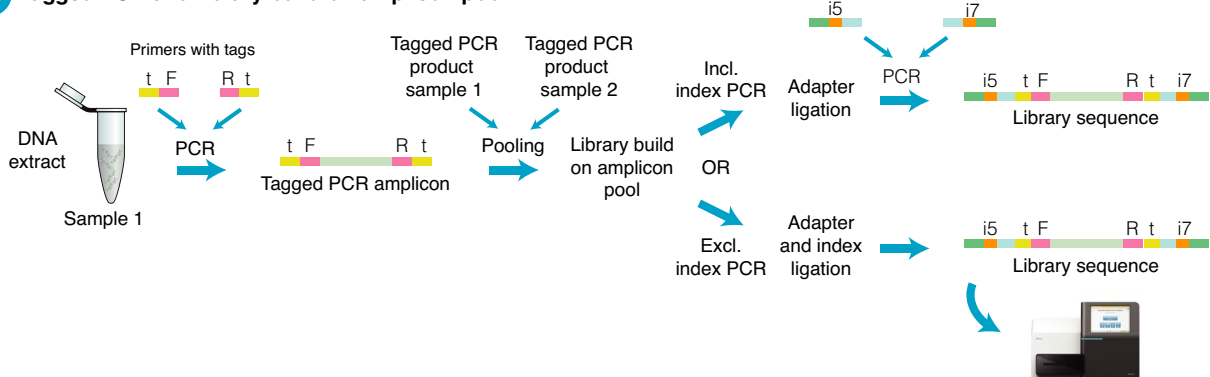 i5
i7
Primers with tags
t F
R t
DNA
extract
Sample 1
PCR
t F
R t
Tagged PCR amplicon
Tagged PCR
product
sample 1
Tagged PCR
product
sample 2
Pooling
Library build
on amplicon
pool
Incl.
index PCR
OR
Excl.
index PCR
Adapter
ligation
PCR
i5 t F
R t i7
Library sequence
Adapter
and index
ligation
i5 t F
R t i7
Library sequence